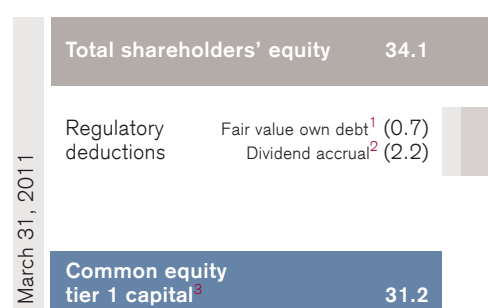 Total shareholders’ equity 34.1
Regulatory Fair value own debt1 (0.7)
deductions Dividend accrual2 (2.2)
March 31, 2011
Common equity
tier 1 capital3 31.2